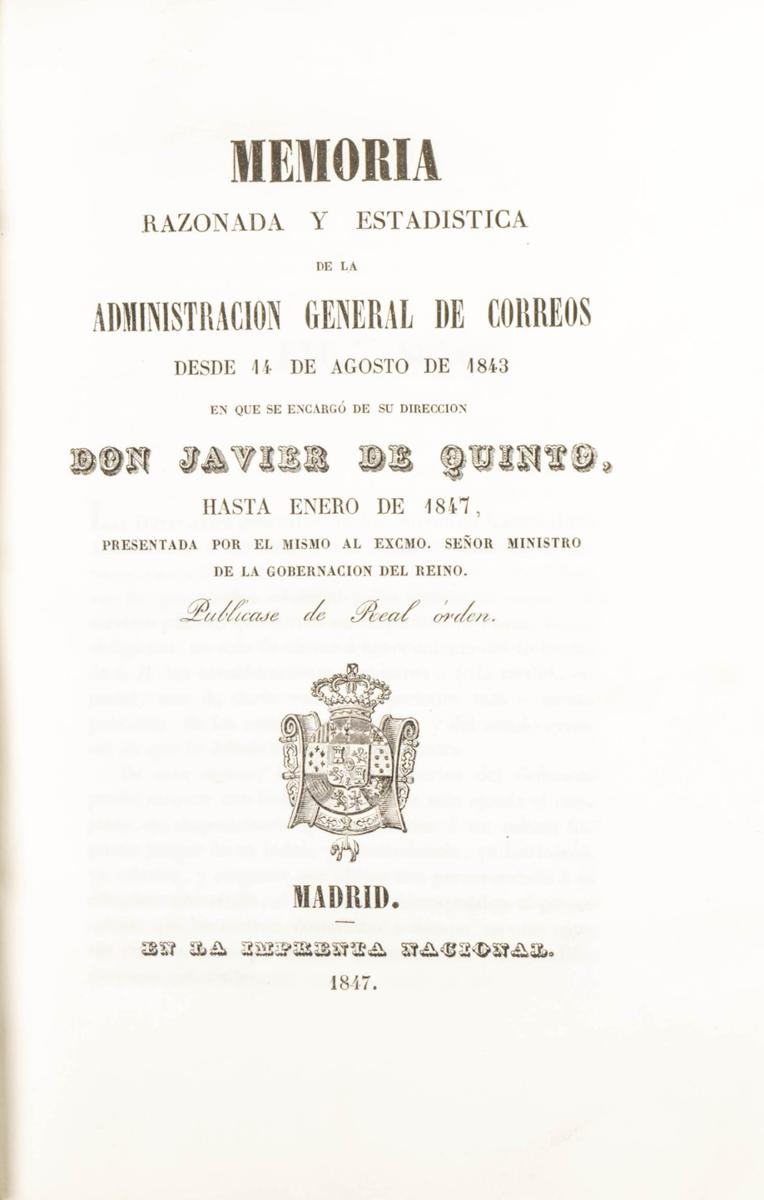 MEMORIA
RAZONADA Y ESTADISTICA
DE LA
ADMINISTRACION GENERAL DE CORREOS
DESDE 14 DE AGOSTO DE 1843
EN QUE SE ENCARGÓ DE SU DIRECCION
DON JAVIER DE QUINTO,
HASTA ENERO DE 1847,
PRESENTADA POR EL MISMO AL EXCMO. SEÑOR MINISTRO
DE LA GOBERNACION DEL REINO.
Publícase de Real órden.
MADRID.
EN LA IMPRENTA NACIONAL.
1847.